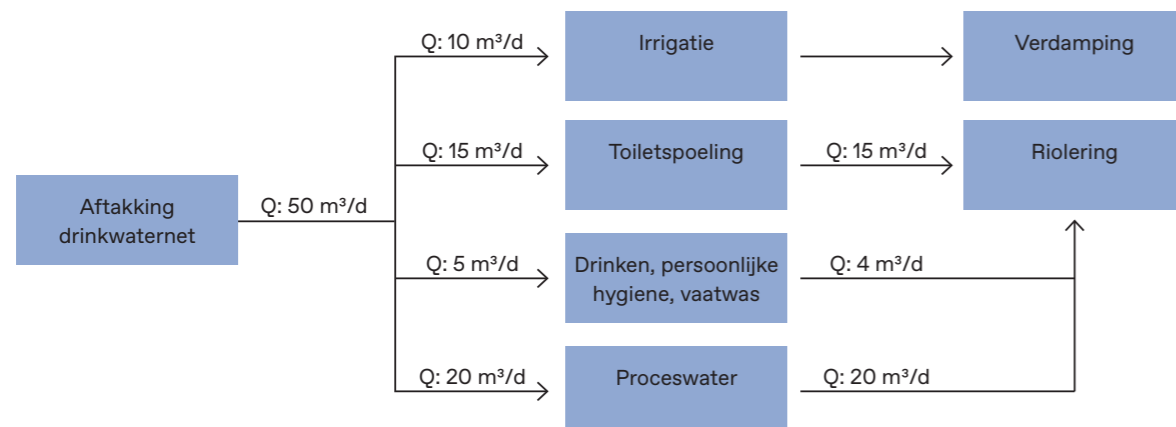 Aftakking
drinkwaternet
Q: 50 m³/d
Q: 10 m³/d
Irrigatie
Verdamping
Q: 15 m³/d
Toiletspoeling
Q: 15 m³/d
Riolering
Q: 5 m³/d
Drinken, persoonlijke
hygiene, vaatwas
Q: 4 m³/d
Q: 20 m³/d
Proceswater
Q: 20 m³/d